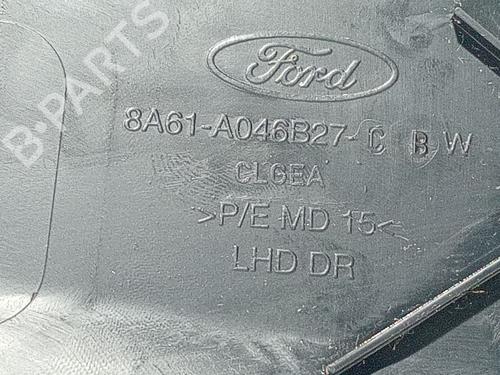 B-PARTS
Ford
8A61-A046B27-C B W
CLGEA
>P/E MD 15<
LHD DR